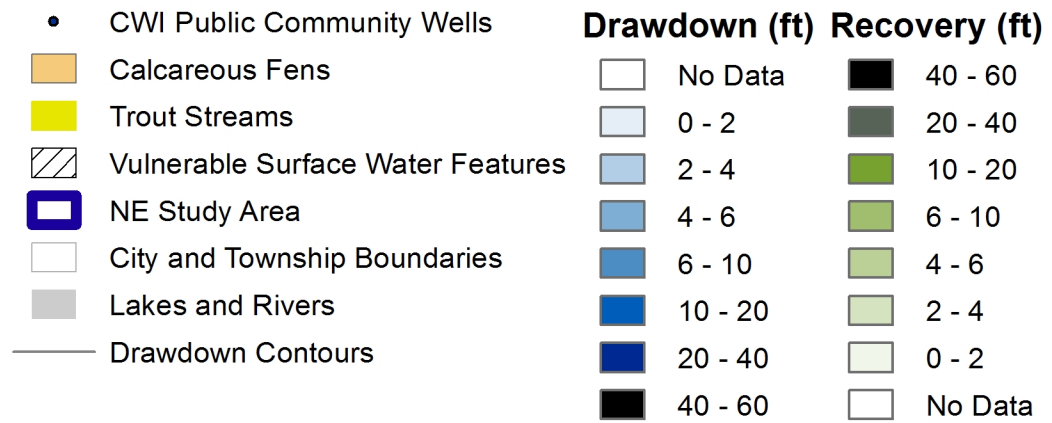 CWI Public Community Wells
Calcareous Fens
Trout Streams
Vulnerable Surface Water Features
NE Study Area
City and Township Boundaries
Lakes and Rivers
Drawdown Contours
Drawdown (ft)
No Data
0 - 2
2 - 4
4 - 6
6 - 10
10 - 20
20 - 40
40 - 60
Recovery (ft)
40 - 60
20 - 40
10 - 20
6 - 10
4 - 6
2 - 4
0 - 2
No Data